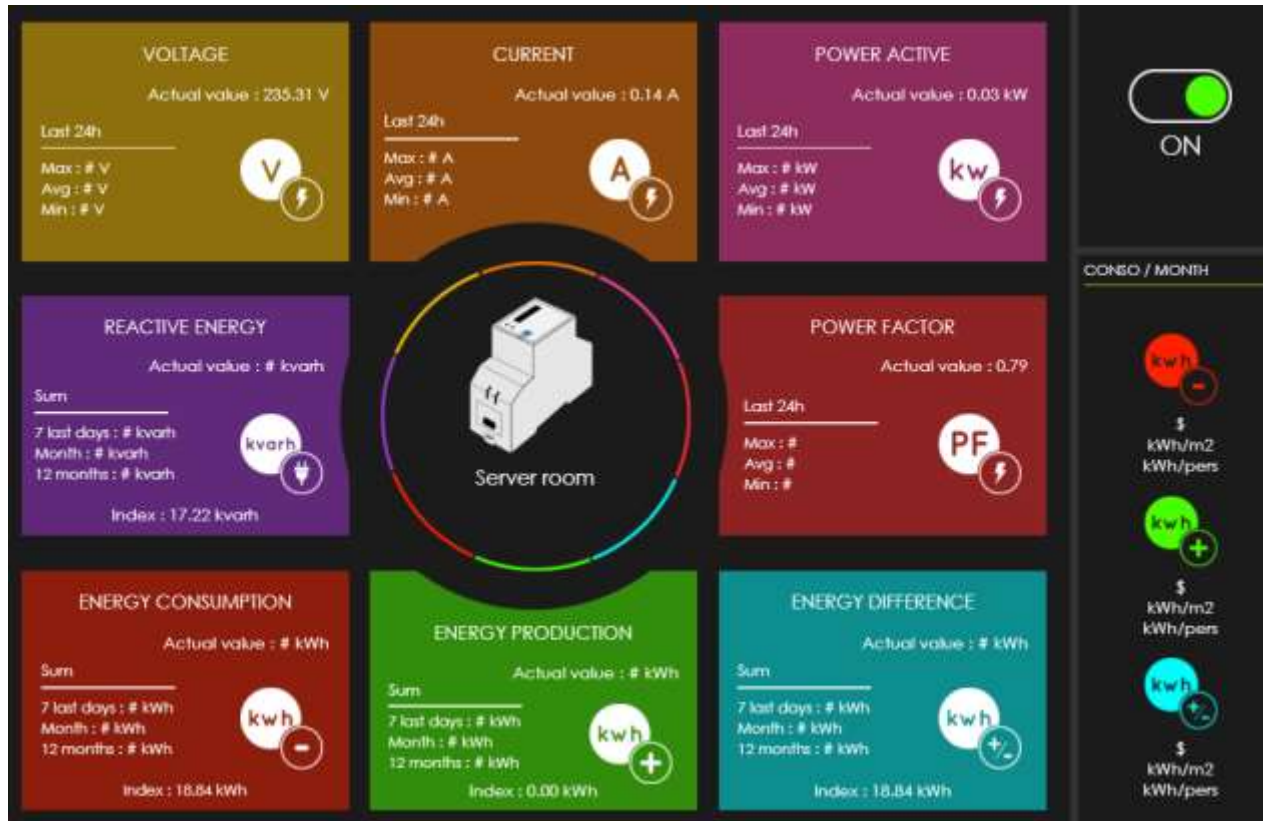 VOLTAGE
Actual value : 235.31 V
Last 24h
Max : # V
Avg : # V
Min : # V
V
CURRENT
Actual value : 0.14 A
Last 24h
Max : # A
Avg : # A
Min : # A
A
POWER ACTIVE
Actual value : 0.03 kW
Last 24h
Max : # kW
Avg : # kW
Min : # kW
kw
ON
REACTIVE ENERGY
Actual value : # kvarh
Sum
7 last days : # kvarh
Month : # kvarh
12 months : # kvarh
kvarh
Index : 17.22 kvarh
Server room
POWER FACTOR
Actual value : 0.79
Last 24h
Max : #
Avg : #
Min : #
PF
ENERGY CONSUMPTION
Actual value : # kWh
Sum
7 last days : # kWh
Month : # kWh
12 months : # kWh
kwh
Index : 18.84 kWh
ENERGY PRODUCTION
Actual value : # kWh
Sum
7 last days : # kWh
Month : # kWh
12 months : # kWh
kwh
Index : 0.00 kWh
ENERGY DIFFERENCE
Actual value : # kWh
Sum
7 last days : # kWh
Month : # kWh
12 months : # kWh
kwh
+/-
Index : 18.84 kWh
CONSO / MONTH
kwh
-
$
kWh/m2
kWh/pers
kwh
+
$
kWh/m2
kWh/pers
kwh
+/-
$
kWh/m2
kWh/pers